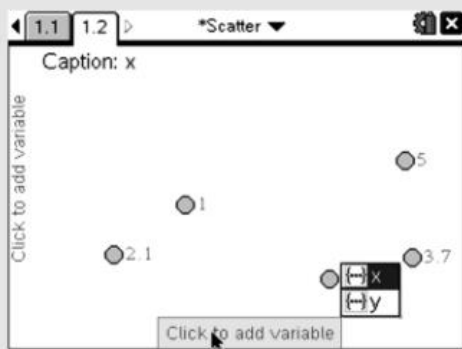 1.1 1.2 *Scatter
Caption: x
Click to add variable
5
1
2.1
3.7
x
y
Click to add variable